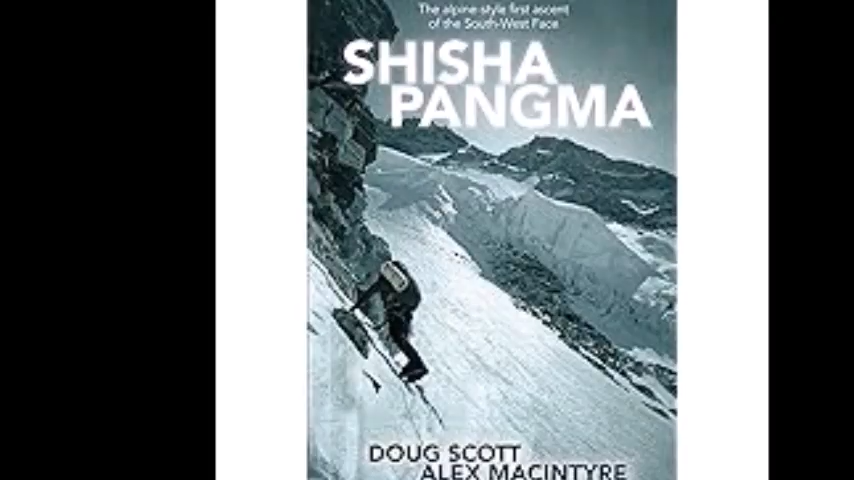 The alpine-style first ascent
of the South-West Face
SHISHA
PANGMA
DOUG SCOTT
ALEX MACINTYRE